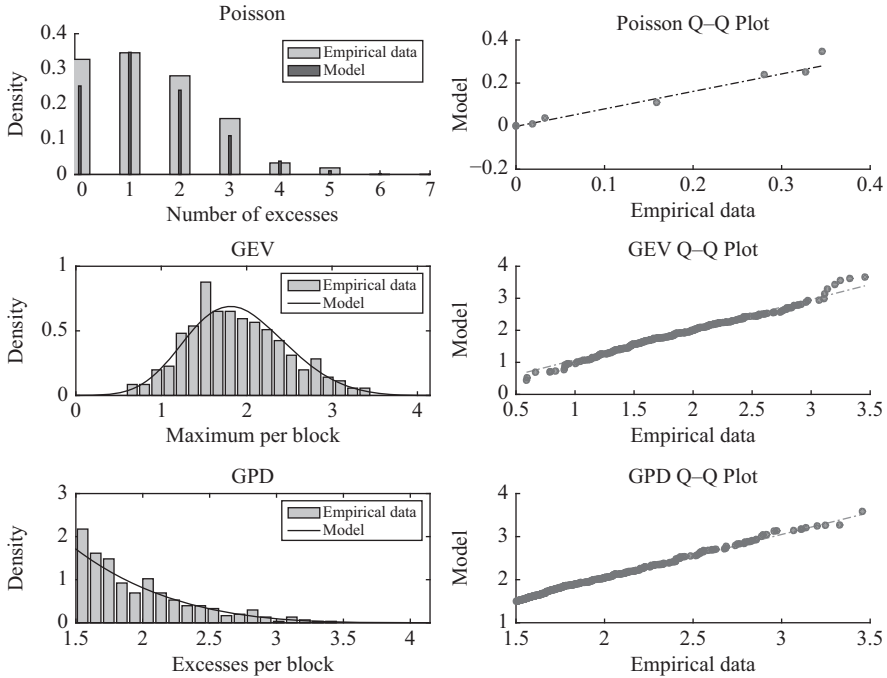 Poisson
0.4
0.3
0.2
0.1
0
Density
Empirical data
Model
0 1 2 3 4 5 6 7
Number of excesses
Poisson Q–Q Plot
0.4
0.2
0
−0.2
Model
0 0.1 0.2 0.3 0.4
Empirical data
GEV
1
0.5
0
Density
Empirical data
Model
0 1 2 3 4
Maximum per block
GEV Q–Q Plot
4
3
2
1
0
Model
0.5 1 1.5 2 2.5 3 3.5
Empirical data
GPD
3
2
1
0
Density
Empirical data
Model
1.5 2 2.5 3 3.5 4
Excesses per block
GPD Q–Q Plot
4
3
2
1
Model
1.5 2 2.5 3 3.5
Empirical data